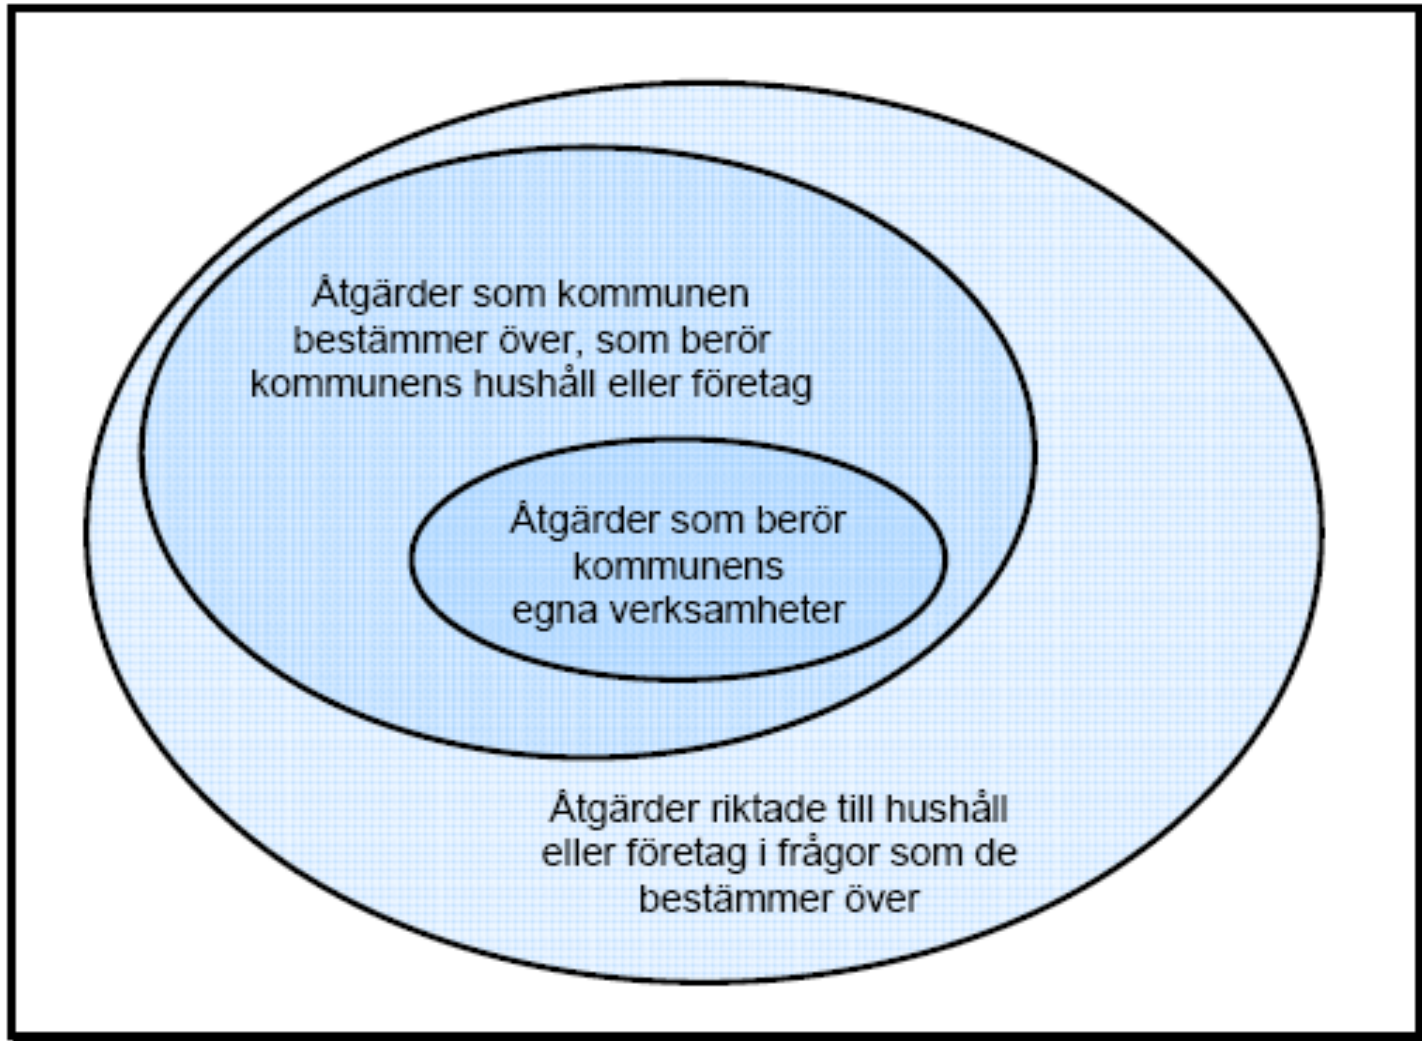 Åtgärder som kommunen
bestämmer över, som berör
kommunens hushåll eller företag
Åtgärder som berör
kommunens
egna verksamheter
Åtgärder riktade till hushåll
eller företag i frågor som de
bestämmer över